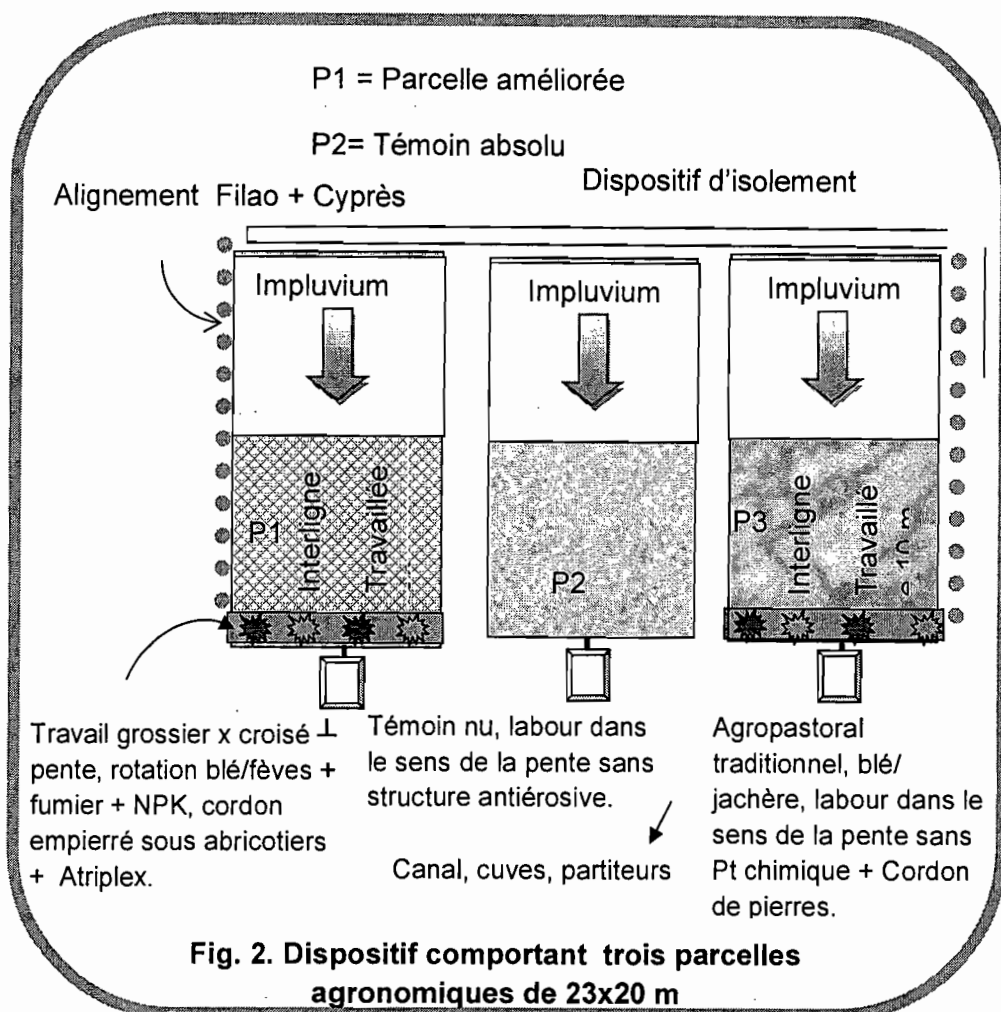 P1 = Parcelle améliorée
P2= Témoin absolu
Dispositif d'isolement
Alignement Filao + Cyprès
Impluvium
Impluvium
Impluvium
P1
Interligne
Travaillée
P2
P3
Interligne
Travaillé
10 m
Travail grossier x croisé ⊥
pente, rotation blé/fèves +
fumier + NPK, cordon
empierré sous abricotiers
+ Atriplex.
Témoin nu, labour dans
le sens de la pente sans
structure antiérosive.
Canal, cuves, partiteurs
Agropastoral
traditionnel, blé/
jachère, labour dans le
sens de la pente sans
Pt chimique + Cordon
de pierres.
Fig. 2. Dispositif comportant trois parcelles
agronomiques de 23x20 m